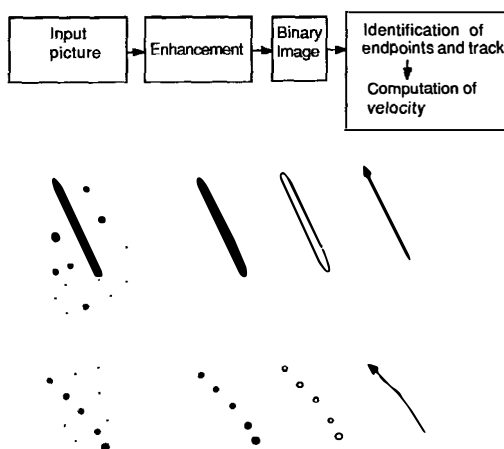 Input
picture
Enhancement
Binary
Image
Identification of
endpoints and track
Computation of
velocity